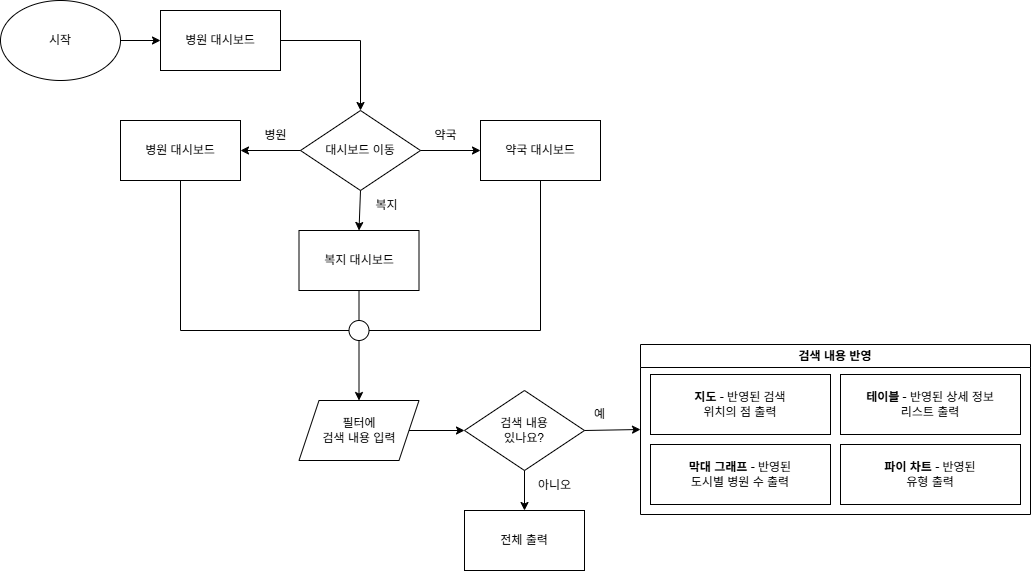 시작
병원 대시보드
병원
대시보드 이동
약국
병원 대시보드
약국 대시보드
복지
복지 대시보드
필터에
검색 내용 입력
검색 내용
있나요?
예
아니오
전체 출력
검색 내용 반영
지도 - 반영된 검색
위치의 점 출력
테이블 - 반영된 상세 정보
리스트 출력
막대 그래프 - 반영된
도시별 병원 수 출력
파이 차트 - 반영된
유형 출력